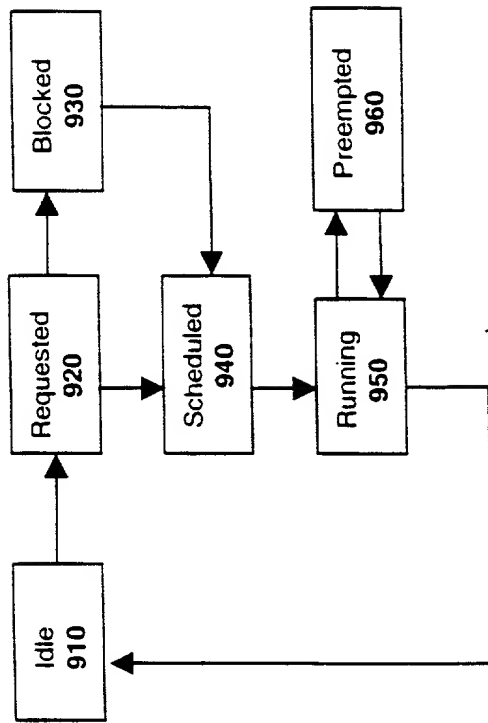 Idle
910
Requested
920
Blocked
930
Scheduled
940
Running
950
Preempted
960